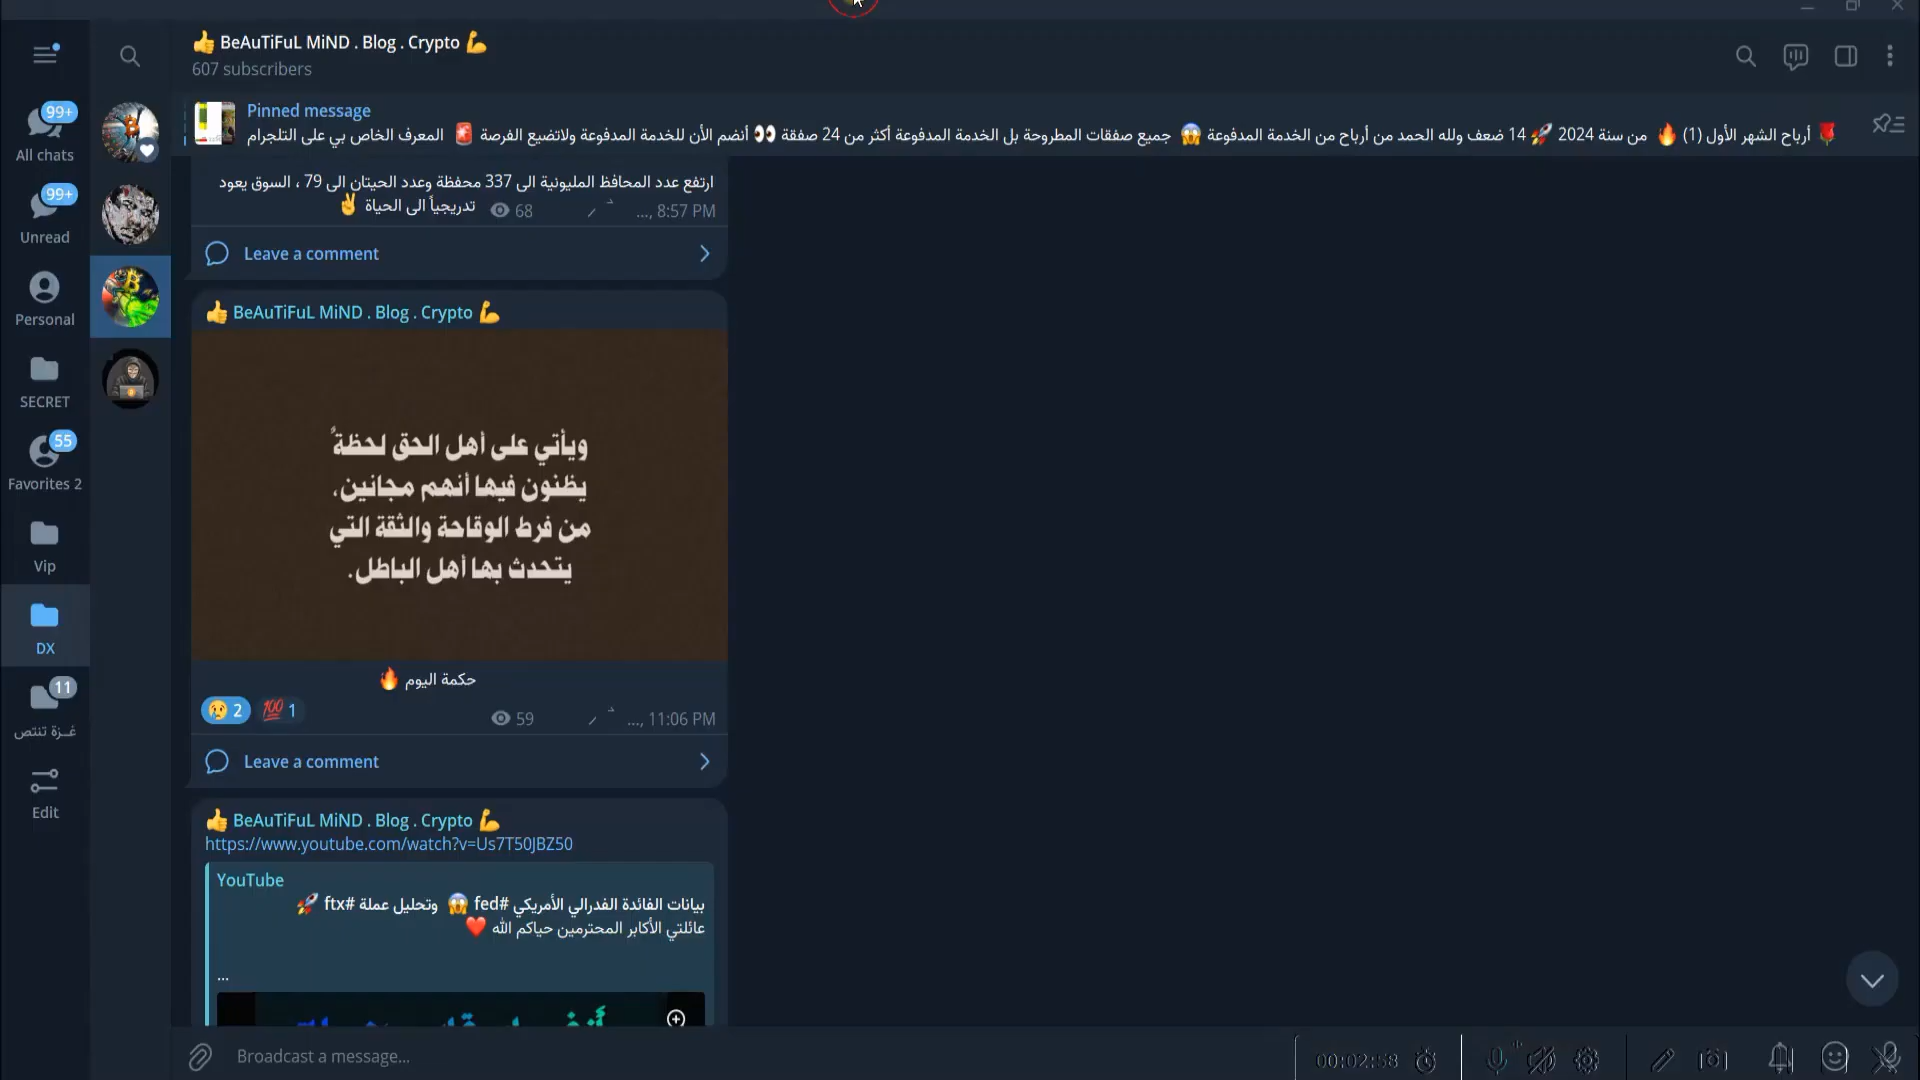 👍 BeAuTiFuL MiND . Blog . Crypto 💪
607 subscribers
Pinned message
🌹 أرباح الشهر الأول (1) 🔥 من سنة 2024 🚀 14 ضعف ولله الحمد من أرباح من الخدمة المدفوعة 😱 جميع صفقات المطروحة بل الخدمة المدفوعة أكثر من 24 صفقة 👀 أنضم الأن للخدمة المدفوعة ولاتضيع الفرصة 🚨 المعرف الخاص بي على التلجرام
99+
All chats
99+
Unread
Personal
SECRET
55
Favorites 2
Vip
DX
11
غـزة تنتص
Edit
ارتفع عدد المحافظ المليونية الى 337 محفظة وعدد الحيتان الى 79 ، السوق يعود
تدريجياً الى الحياة ✌
68
..., 8:57 PM
Leave a comment
👍 BeAuTiFuL MiND . Blog . Crypto 💪
ويأتي على أهل الحق لحظةً
يظنون فيها أنهم مجانين،
من فرط الوقاحة والثقة التي
يتحدث بها أهل الباطل.
حكمة اليوم 🔥
😢 2
💯 1
59
..., 11:06 PM
Leave a comment
👍 BeAuTiFuL MiND . Blog . Crypto 💪
https://www.youtube.com/watch?v=Us7T50JBZ50
YouTube
بيانات الفائدة الفدرالي الأمريكي #fed 😱 وتحليل عملة #ftx 🚀
عائلتي الأكابر المحترمين حياكم الله ❤️
...
Broadcast a message...
00:02:58